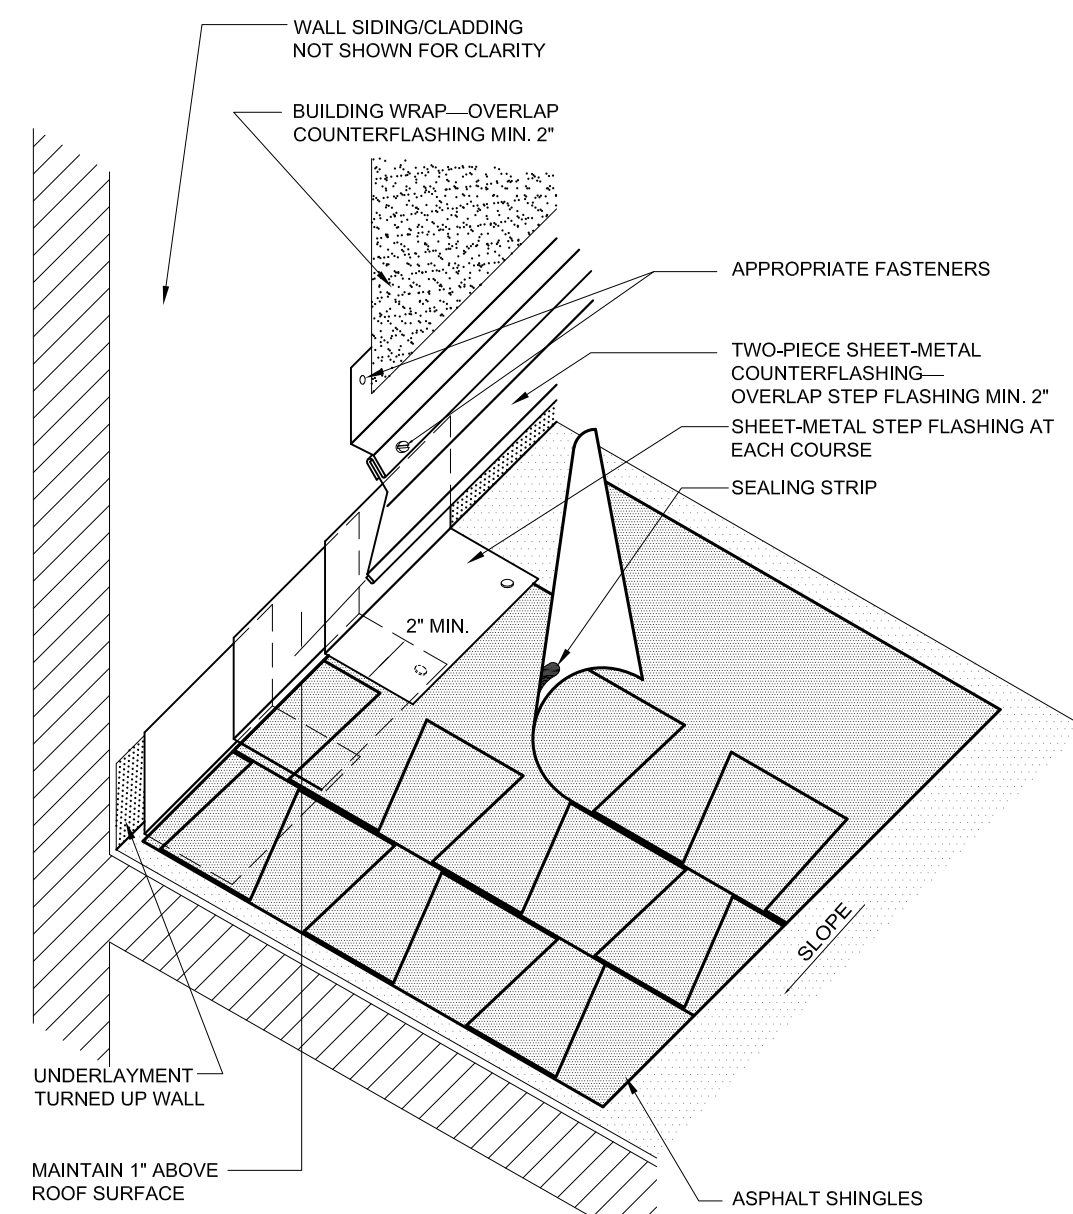 WALL SIDING/CLADDING
NOT SHOWN FOR CLARITY
BUILDING WRAP—OVERLAP
COUNTERFLASHING MIN. 2"
APPROPRIATE FASTENERS
TWO-PIECE SHEET-METAL
COUNTERFLASHING—
OVERLAP STEP FLASHING MIN. 2"
SHEET-METAL STEP FLASHING AT
EACH COURSE
SEALING STRIP
2" MIN.
SLOPE
UNDERLAYMENT
TURNED UP WALL
MAINTAIN 1" ABOVE
ROOF SURFACE
ASPHALT SHINGLES